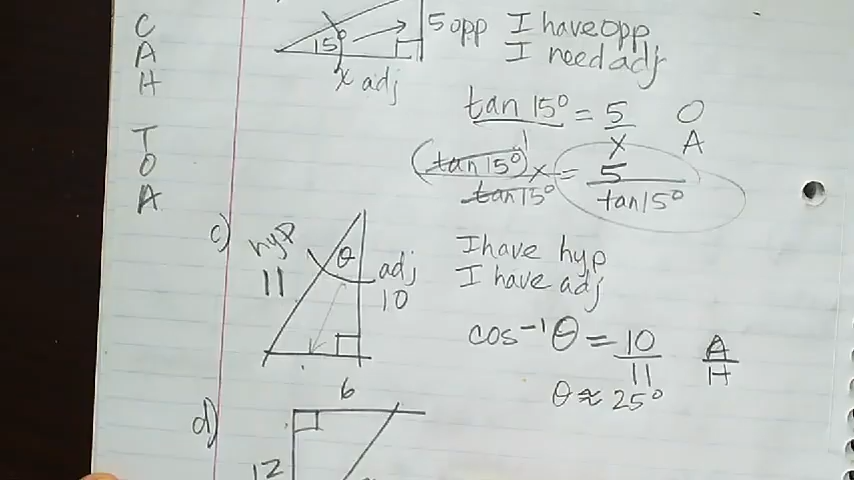 C
A
H
T
O
A
15°
x adj
5 opp
I have opp
I need adj
tan 15° = 5/x
O
A
(tan 15°) x / tan 15° = 5 / tan 15°
c)
hyp
11
θ
adj
10
I have hyp
I have adj
cos⁻¹θ = 10/11
A/H
θ ≈ 25°
d)
6
12